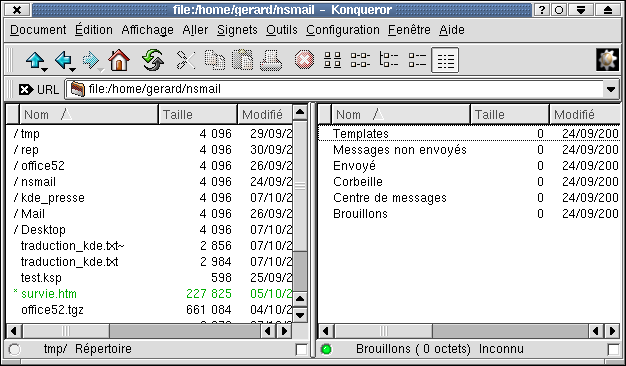 file:/home/gerard/nsmail - Konqueror
Document Édition Affichage Aller Signets Outils Configuration Fenêtre Aide
URL file:/home/gerard/nsmail
Nom Taille Modifié
/ tmp 4 096 29/09/2
/ rep 4 096 30/09/2
/ office52 4 096 26/09/2
/ nsmail 4 096 24/09/2
/ kde_presse 4 096 07/10/2
/ Mail 4 096 26/09/2
/ Desktop 4 096 07/10/2
traduction_kde.txt~ 2 856 07/10/2
traduction_kde.txt 2 984 07/10/2
test.ksp 598 25/09/2
* survie.htm 227 825 05/10/2
office52.tgz 661 084 04/10/2
tmp/ Répertoire
Nom Taille Modifié
Templates 0 24/09/200
Messages non envoyés 0 24/09/200
Envoyé 0 24/09/200
Corbeille 0 24/09/200
Centre de messages 0 24/09/200
Brouillons 0 24/09/200
Brouillons ( 0 octets) Inconnu